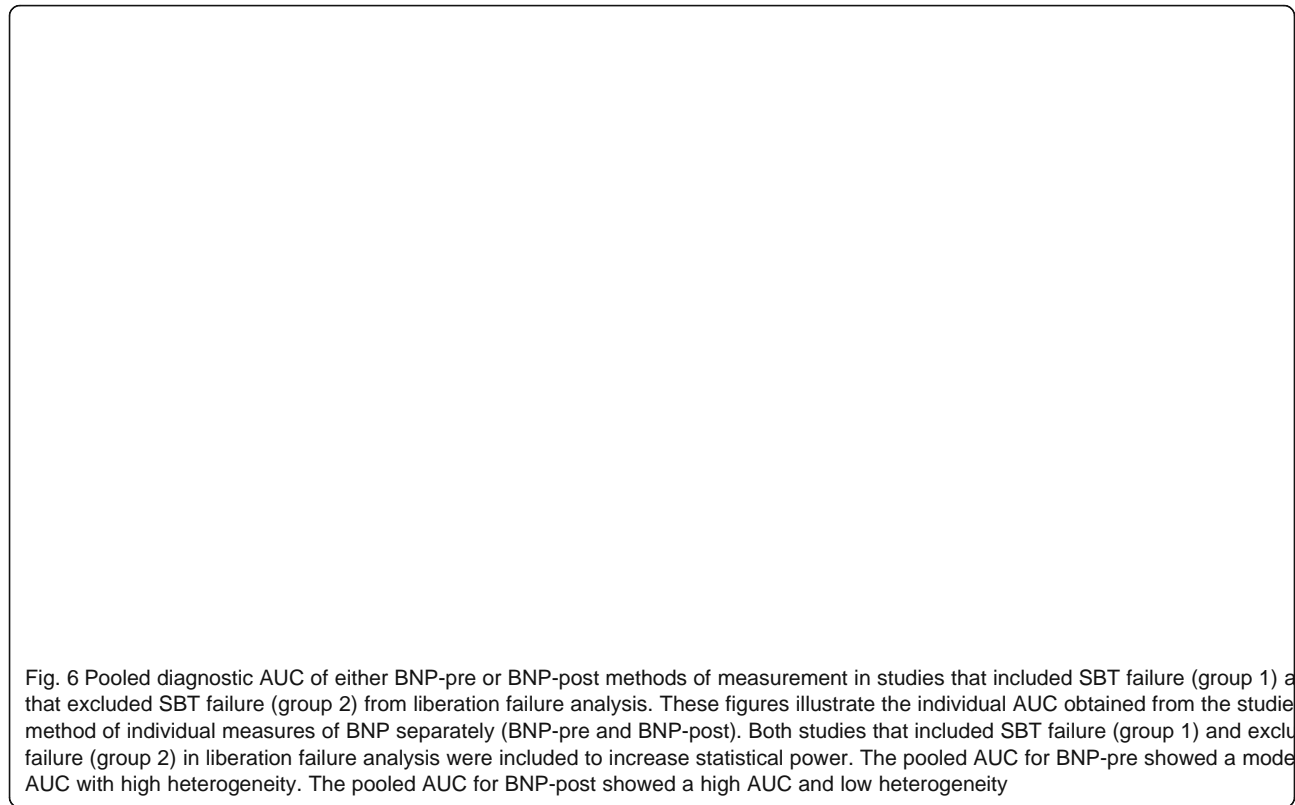 Fig. 6 Pooled diagnostic AUC of either BNP-pre or BNP-post methods of measurement in studies that included SBT failure (group 1) a
that excluded SBT failure (group 2) from liberation failure analysis. These figures illustrate the individual AUC obtained from the studie
method of individual measures of BNP separately (BNP-pre and BNP-post). Both studies that included SBT failure (group 1) and exclu
failure (group 2) in liberation failure analysis were included to increase statistical power. The pooled AUC for BNP-pre showed a mode
AUC with high heterogeneity. The pooled AUC for BNP-post showed a high AUC and low heterogeneity